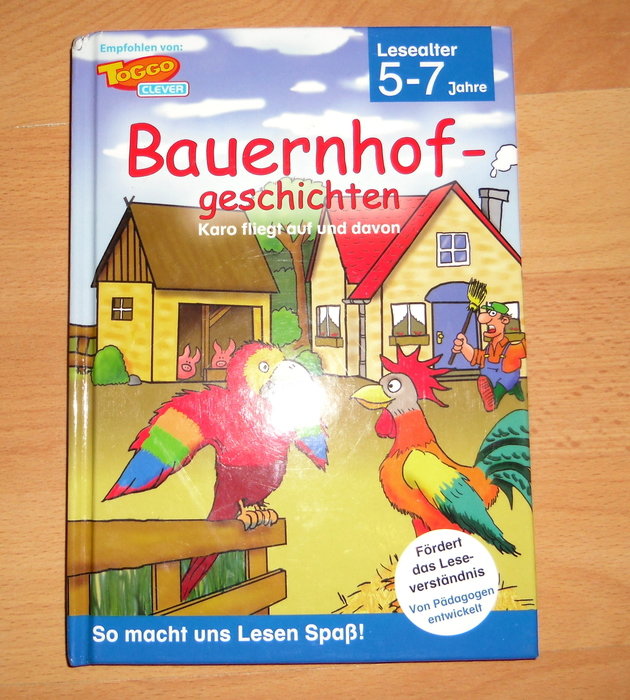 Empfohlen von:
TOGGO
CLEVER
Lesealter
5-7 Jahre
Bauernhof-
geschichten
Karo fliegt auf und davon
Fördert
das Lese-
verständnis
Von Pädagogen
entwickelt
So macht uns Lesen Spaß!